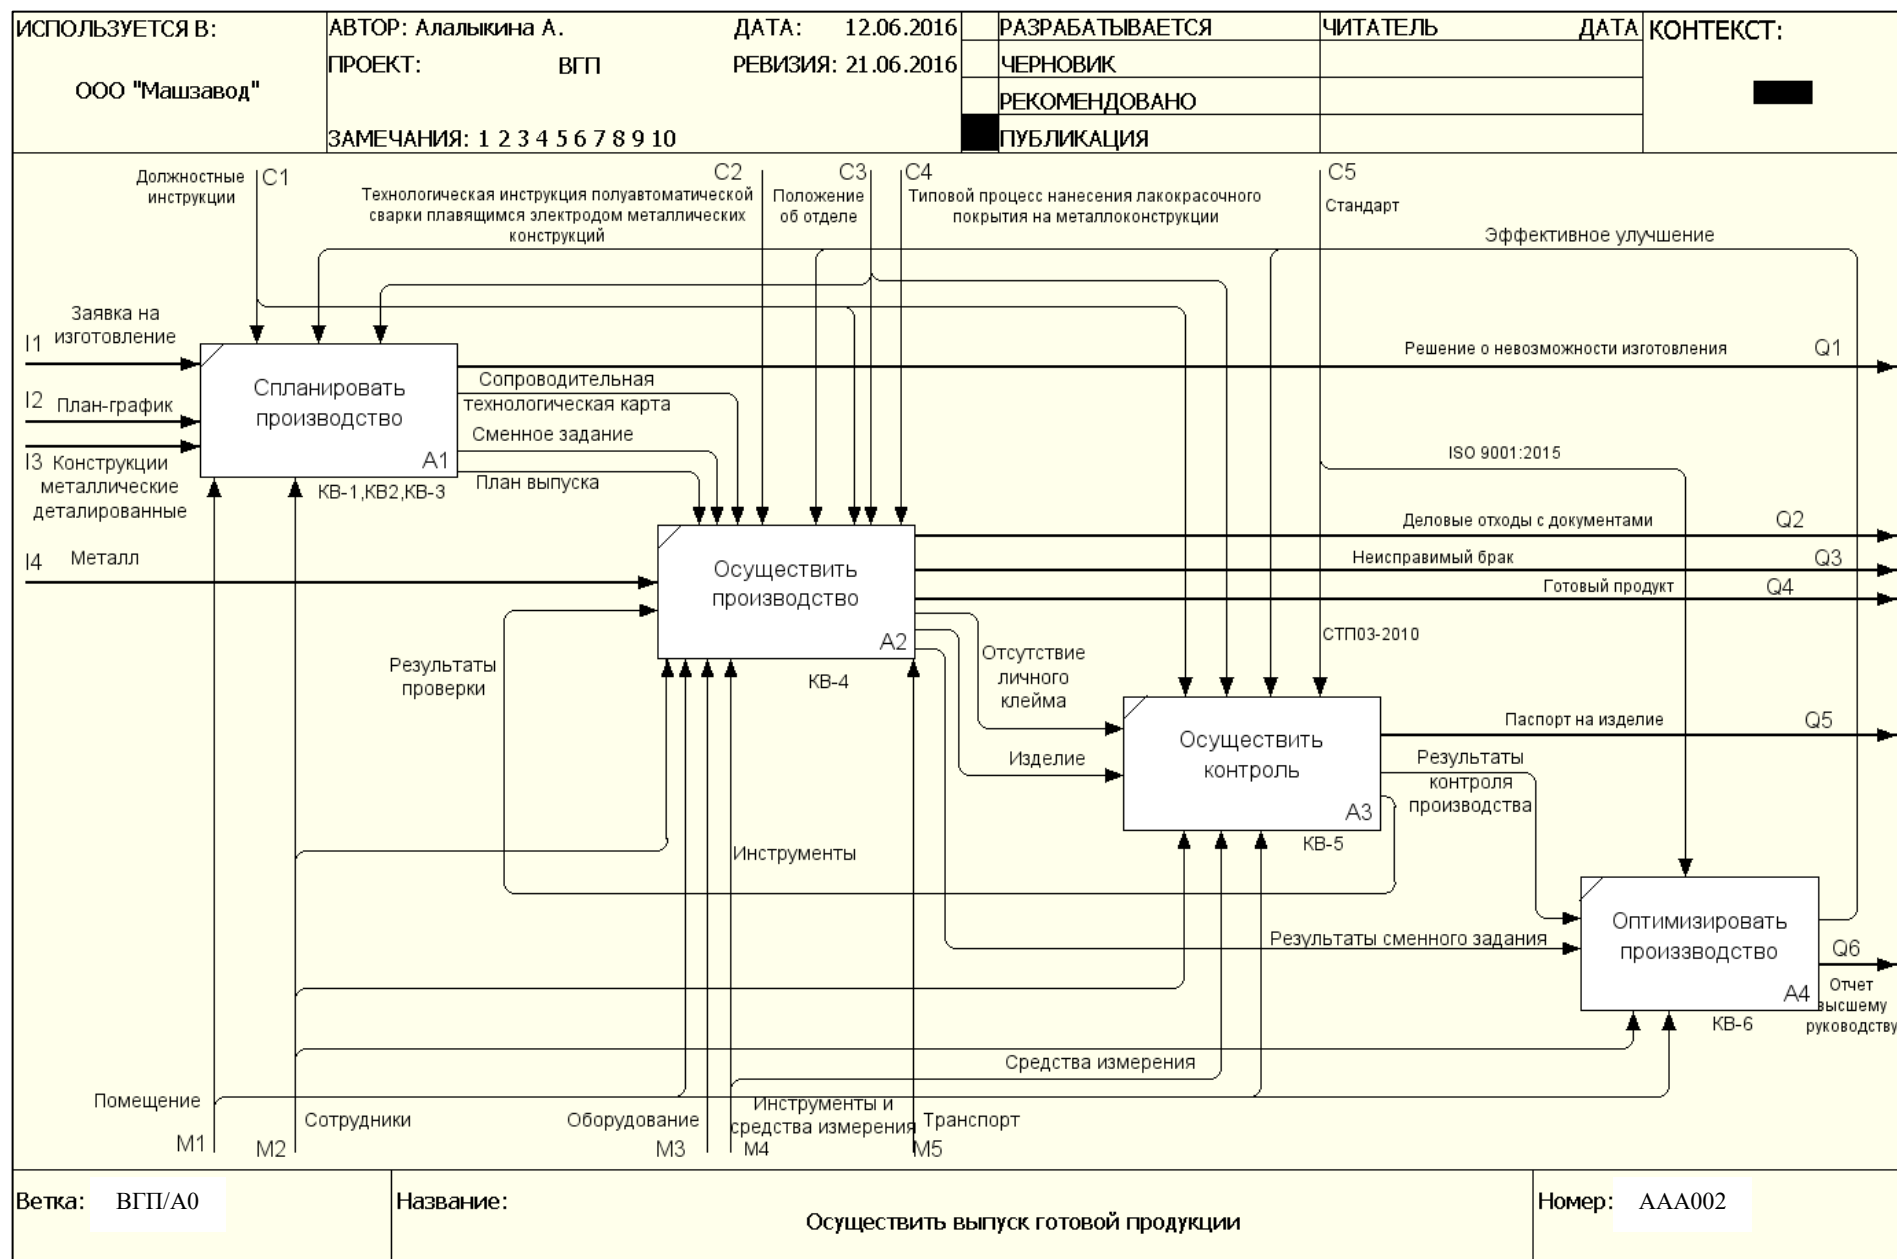 ИСПОЛЬЗУЕТСЯ В:
ООО "Машзавод"
АВТОР: Алалыкина А.
ДАТА: 12.06.2016
ПРОЕКТ: ВГП
РЕВИЗИЯ: 21.06.2016
ЗАМЕЧАНИЯ: 1 2 3 4 5 6 7 8 9 10
РАЗРАБАТЫВАЕТСЯ
ЧЕРНОВИК
РЕКОМЕНДОВАНО
ПУБЛИКАЦИЯ
ЧИТАТЕЛЬ
ДАТА
КОНТЕКСТ:
Должностные
инструкции
C1
Технологическая инструкция полуавтоматической
сварки плавящимся электродом металлических
конструкций
C2
Положение
об отделе
C3
C4
Типовой процесс нанесения лакокрасочного
покрытия на металлоконструкции
C5
Стандарт
Эффективное улучшение
Заявка на
изготовление
I1
I2
План-график
I3
Конструкции
металлические
деталированные
I4
Металл
Спланировать
производство
A1
КВ-1,КВ2,КВ-3
Сопроводительная
технологическая карта
Сменное задание
План выпуска
Решение о невозможности изготовления
Q1
ISO 9001:2015
Деловые отходы с документами
Q2
Неисправимый брак
Q3
Готовый продукт
Q4
Осуществить
производство
A2
КВ-4
Результаты
проверки
Отсутствие
личного
клейма
Изделие
СТП03-2010
Осуществить
контроль
A3
КВ-5
Паспорт на изделие
Q5
Результаты
контроля
производства
Инструменты
Результаты сменного задания
Оптимизировать
произзводство
A4
КВ-6
Q6
Отчет
высшему
руководству
Средства измерения
Помещение
M1
Сотрудники
M2
Оборудование
M3
Инструменты и
средства измерения
M4
Транспорт
M5
Ветка: ВГП/А0
Название:
Осуществить выпуск готовой продукции
Номер: ААА002